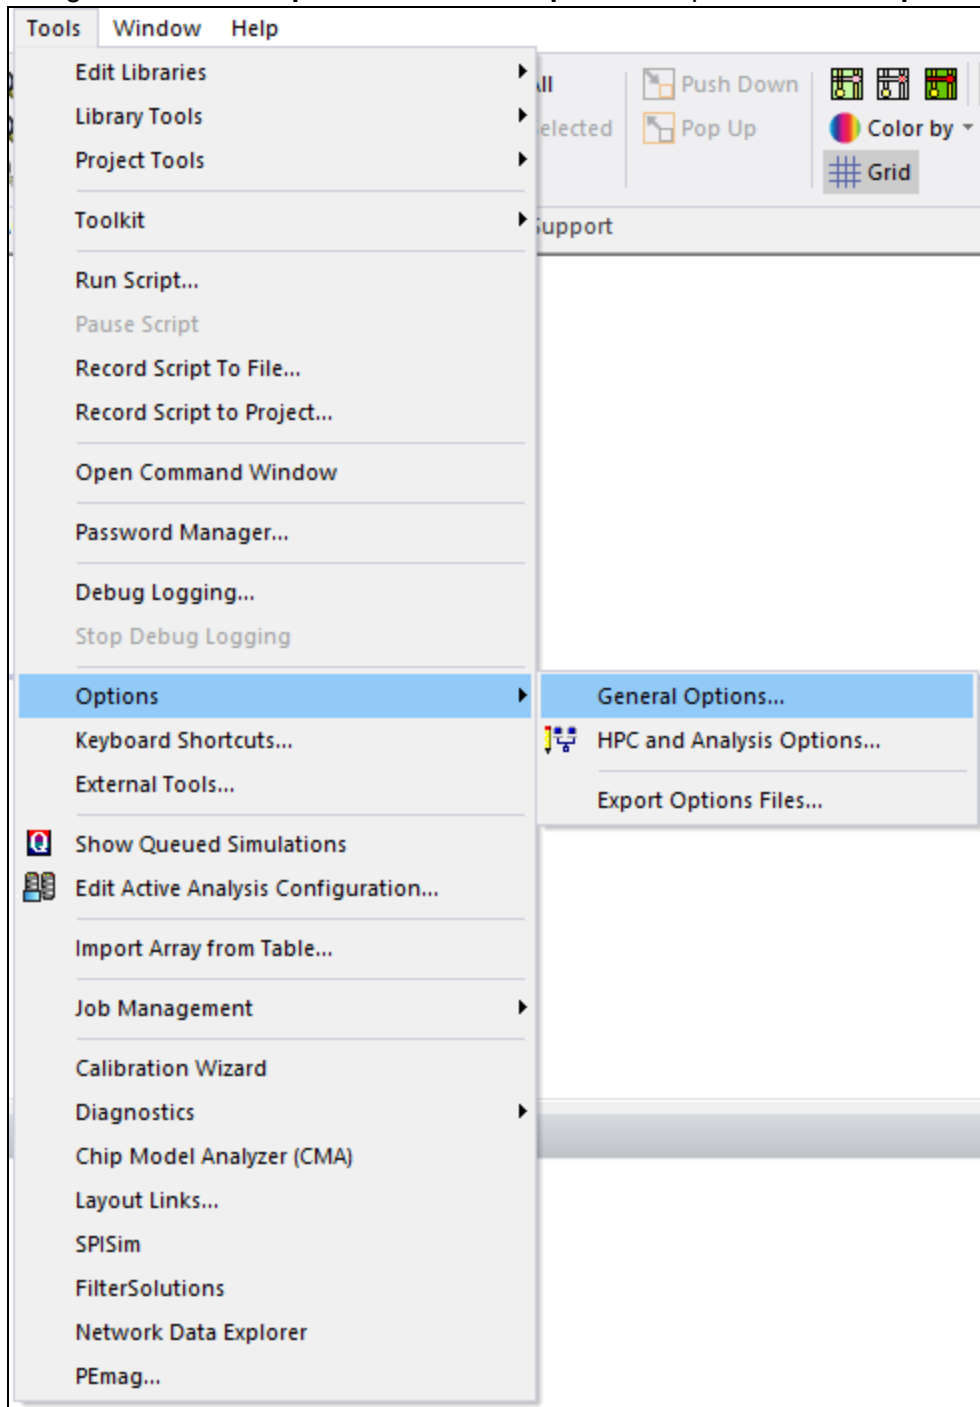 Tools Window Help
Edit Libraries
Library Tools
Project Tools
Toolkit
Run Script...
Pause Script
Record Script To File...
Record Script to Project...
Open Command Window
Password Manager...
Debug Logging...
Stop Debug Logging
Options
Keyboard Shortcuts...
External Tools...
Show Queued Simulations
Edit Active Analysis Configuration...
Import Array from Table...
Job Management
Calibration Wizard
Diagnostics
Chip Model Analyzer (CMA)
Layout Links...
SPISim
FilterSolutions
Network Data Explorer
PEmag...
Push Down
Pop Up
Color by
Grid
General Options...
HPC and Analysis Options...
Export Options Files...